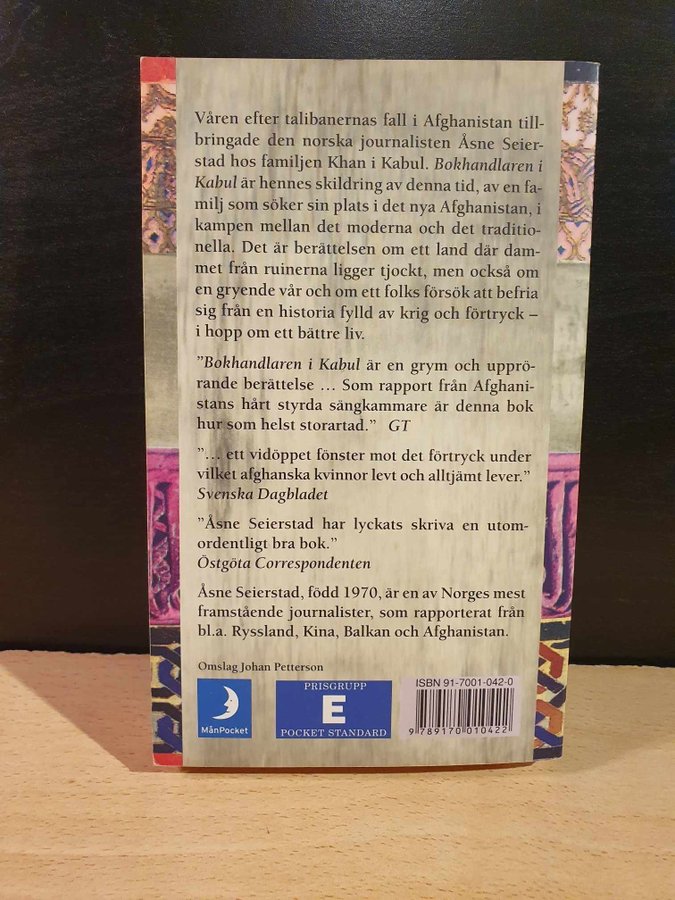 Våren efter talibanernas fall i Afghanistan till-
bringade den norska journalisten Åsne Seier-
stad hos familjen Khan i Kabul. Bokhandlaren i
Kabul är hennes skildring av denna tid, av en fa-
milj som söker sin plats i det nya Afghanistan, i
kampen mellan det moderna och det traditio-
nella. Det är berättelsen om ett land där dam-
met från ruinerna ligger tjockt, men också om
en gryende vår och om ett folks försök att befria
sig från en historia fylld av krig och förtryck –
i hopp om ett bättre liv.
”Bokhandlaren i Kabul är en grym och upprö-
rande berättelse … Som rapport från Afghani-
stans hårt styrda sängkammare är denna bok
hur som helst storartad.” GT
”… ett vidöppet fönster mot det förtryck under
vilket afghanska kvinnor levt och alltjämt lever.”
Svenska Dagbladet
”Åsne Seierstad har lyckats skriva en utom-
ordentligt bra bok.”
Östgöta Correspondenten
Åsne Seierstad, född 1970, är en av Norges mest
framstående journalister, som rapporterat från
bl.a. Ryssland, Kina, Balkan och Afghanistan.
Omslag Johan Petterson
MånPocket
PRISGRUPP
E
POCKET STANDARD
ISBN 91-7001-042-0
9 789170 010422